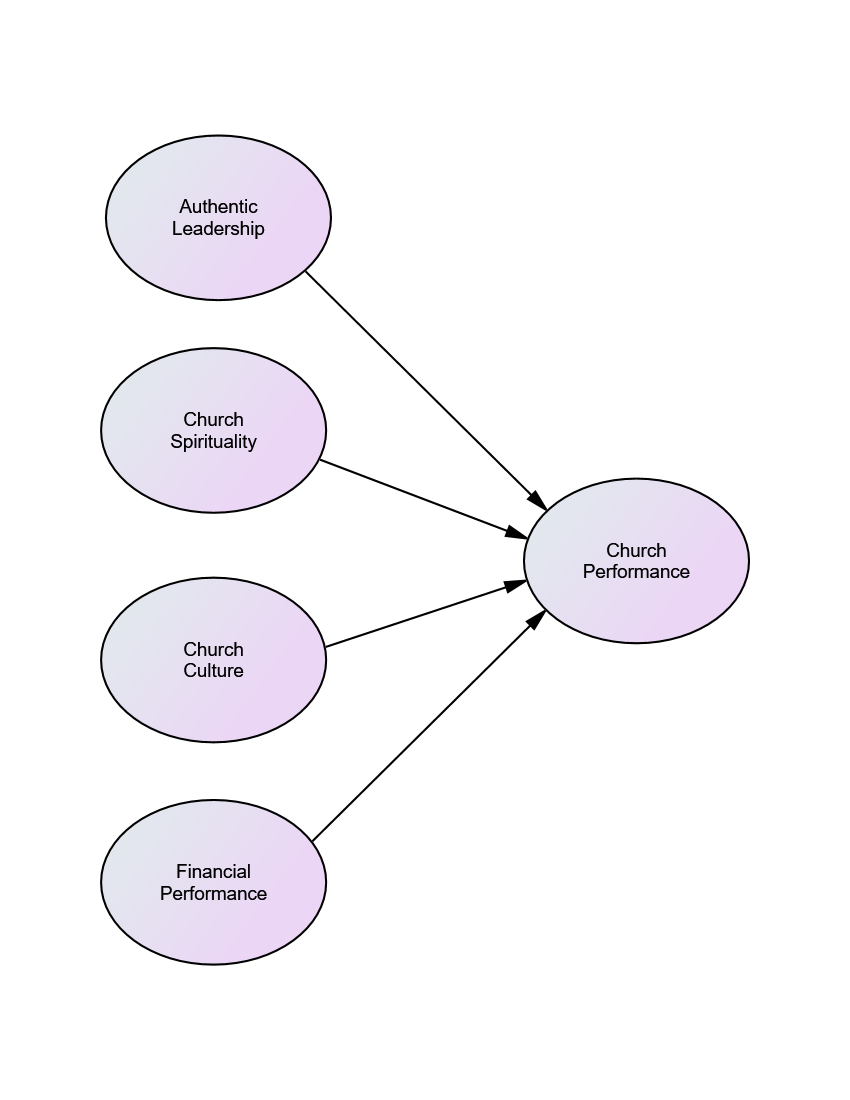 Authentic
Leadership
Church
Spirituality
Church
Performance
Church
Culture
Financial
Performance